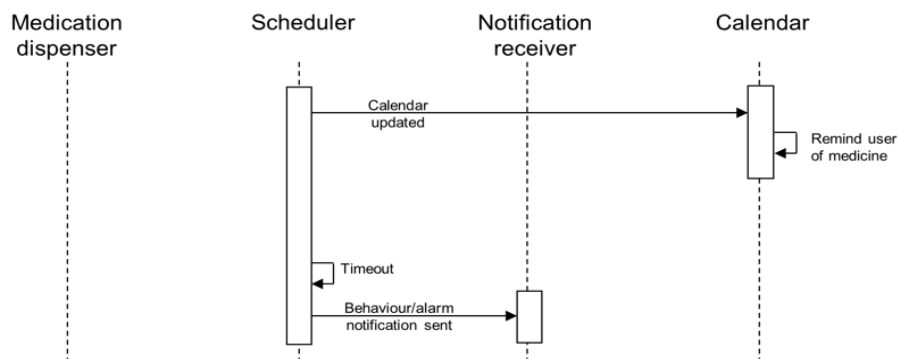 Medication
dispenser
Scheduler
Notification
receiver
Calendar
Calendar
updated
Remind user
of medicine
Timeout
Behaviour/alarm
notification sent